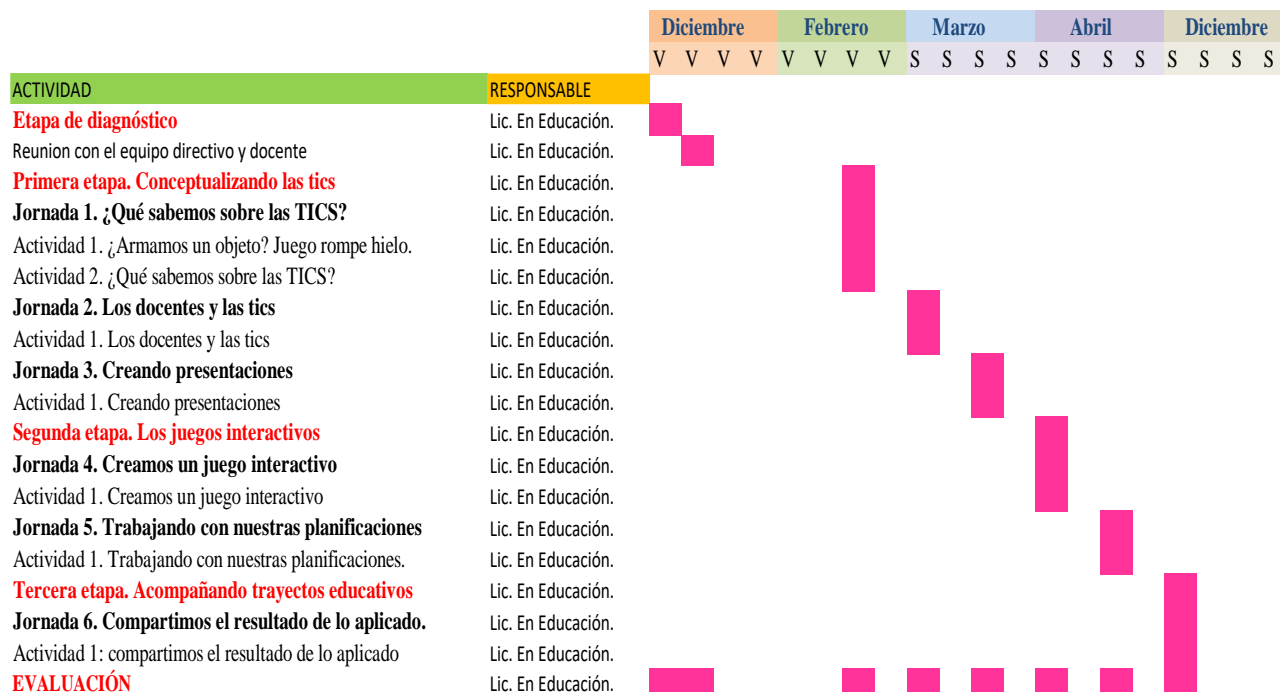 Diciembre Febrero Marzo Abril Diciembre
V V V V V V V V S S S S S S S S S S S S
ACTIVIDAD RESPONSABLE
Etapa de diagnóstico Lic. En Educación.
Reunion con el equipo directivo y docente Lic. En Educación.
Primera etapa. Conceptualizando las tics Lic. En Educación.
Jornada 1. ¿Qué sabemos sobre las TICS? Lic. En Educación.
Actividad 1. ¿Armamos un objeto? Juego rompe hielo. Lic. En Educación.
Actividad 2. ¿Qué sabemos sobre las TICS? Lic. En Educación.
Jornada 2. Los docentes y las tics Lic. En Educación.
Actividad 1. Los docentes y las tics Lic. En Educación.
Jornada 3. Creando presentaciones Lic. En Educación.
Actividad 1. Creando presentaciones Lic. En Educación.
Segunda etapa. Los juegos interactivos Lic. En Educación.
Jornada 4. Creamos un juego interactivo Lic. En Educación.
Actividad 1. Creamos un juego interactivo Lic. En Educación.
Jornada 5. Trabajando con nuestras planificaciones Lic. En Educación.
Actividad 1. Trabajando con nuestras planificaciones. Lic. En Educación.
Tercera etapa. Acompañando trayectos educativos Lic. En Educación.
Jornada 6. Compartimos el resultado de lo aplicado. Lic. En Educación.
Actividad 1: compartimos el resultado de lo aplicado Lic. En Educación.
EVALUACIÓN Lic. En Educación.